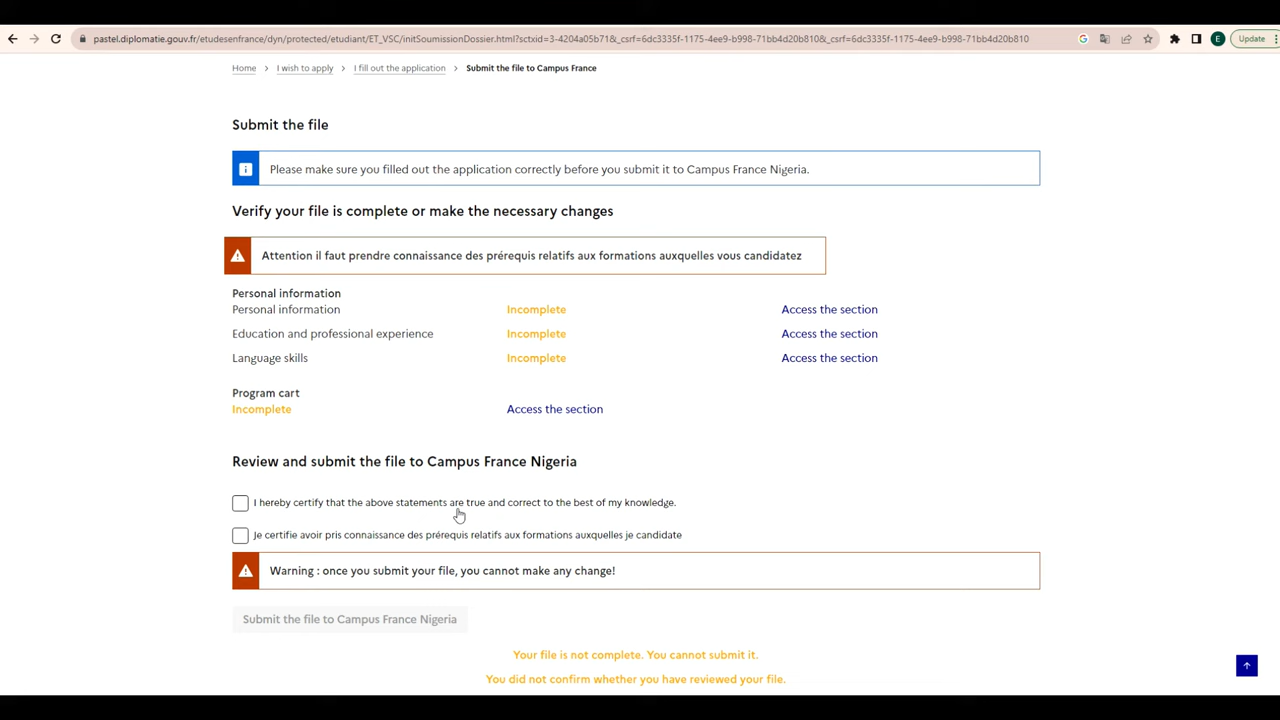 pastel.diplomatie.gouv.fr/etudesenfrance/dyn/protected/etudiant/ET_VSC/initSoumissionDossier.html?sctxid=3-4204a05b71&_csrf=6dc3335f-1175-4ee9-b998-71bb4d20b810&_csrf=6dc3335f-1175-4ee9-b998-71bb4d20b810
E
Update
Home > I wish to apply > I fill out the application > Submit the file to Campus France
Submit the file
Please make sure you filled out the application correctly before you submit it to Campus France Nigeria.
Verify your file is complete or make the necessary changes
Attention il faut prendre connaissance des prérequis relatifs aux formations auxquelles vous candidatez
Personal information
Personal information Incomplete Access the section
Education and professional experience Incomplete Access the section
Language skills Incomplete Access the section
Program cart
Incomplete Access the section
Review and submit the file to Campus France Nigeria
I hereby certify that the above statements are true and correct to the best of my knowledge.
Je certifie avoir pris connaissance des prérequis relatifs aux formations auxquelles je candidate
Warning : once you submit your file, you cannot make any change!
Submit the file to Campus France Nigeria
Your file is not complete. You cannot submit it.
You did not confirm whether you have reviewed your file.